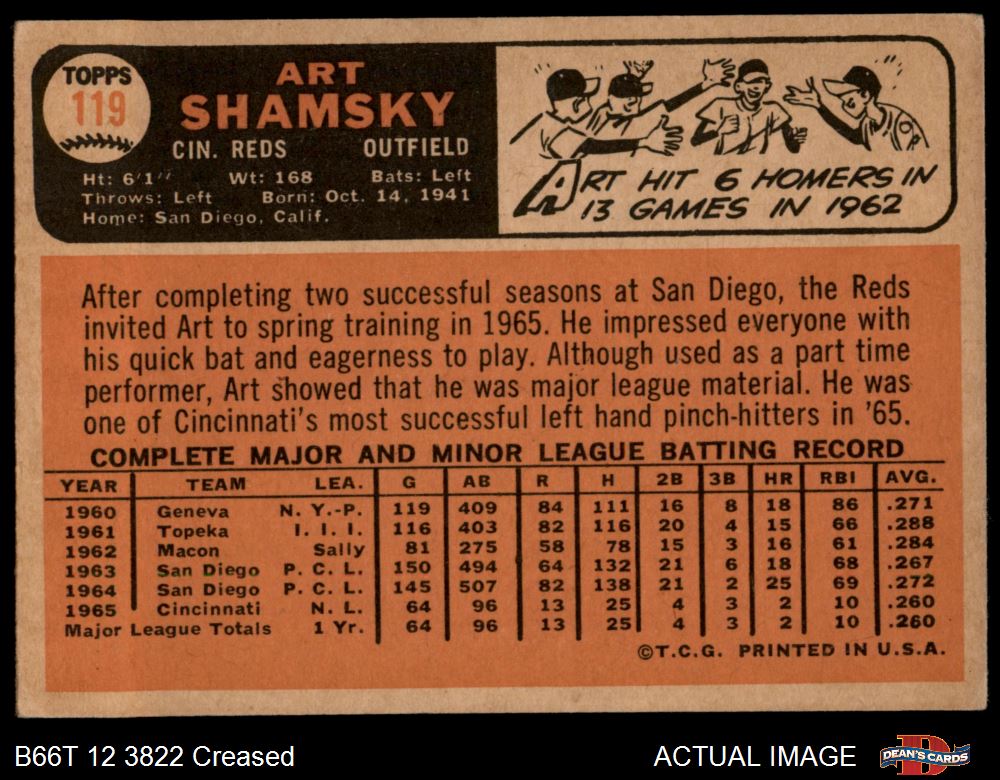 TOPPS
119
ART
SHAMSKY
CIN. REDS OUTFIELD
Ht: 6'1" Wt: 168 Bats: Left
Throws: Left Born: Oct. 14, 1941
Home: San Diego, Calif.
ART HIT 6 HOMERS IN
13 GAMES IN 1962
After completing two successful seasons at San Diego, the Reds
invited Art to spring training in 1965. He impressed everyone with
his quick bat and eagerness to play. Although used as a part time
performer, Art showed that he was major league material. He was
one of Cincinnati's most successful left hand pinch-hitters in '65.
COMPLETE MAJOR AND MINOR LEAGUE BATTING RECORD
YEAR TEAM LEA. G AB R H 2B 3B HR RBI AVG.
1960 Geneva N. Y.-P. 119 409 84 111 16 8 18 86 .271
1961 Topeka I. I. I. 116 403 82 116 20 4 15 66 .288
1962 Macon Sally 81 275 58 78 15 3 16 61 .284
1963 San Diego P. C. L. 150 494 64 132 21 6 18 68 .267
1964 San Diego P. C. L. 145 507 82 138 21 2 25 69 .272
1965 Cincinnati N. L. 64 96 13 25 4 3 2 10 .260
Major League Totals 1 Yr. 64 96 13 25 4 3 2 10 .260
©T.C.G. PRINTED IN U.S.A.
B66T 12 3822 Creased
ACTUAL IMAGE
DEAN'S CARDS